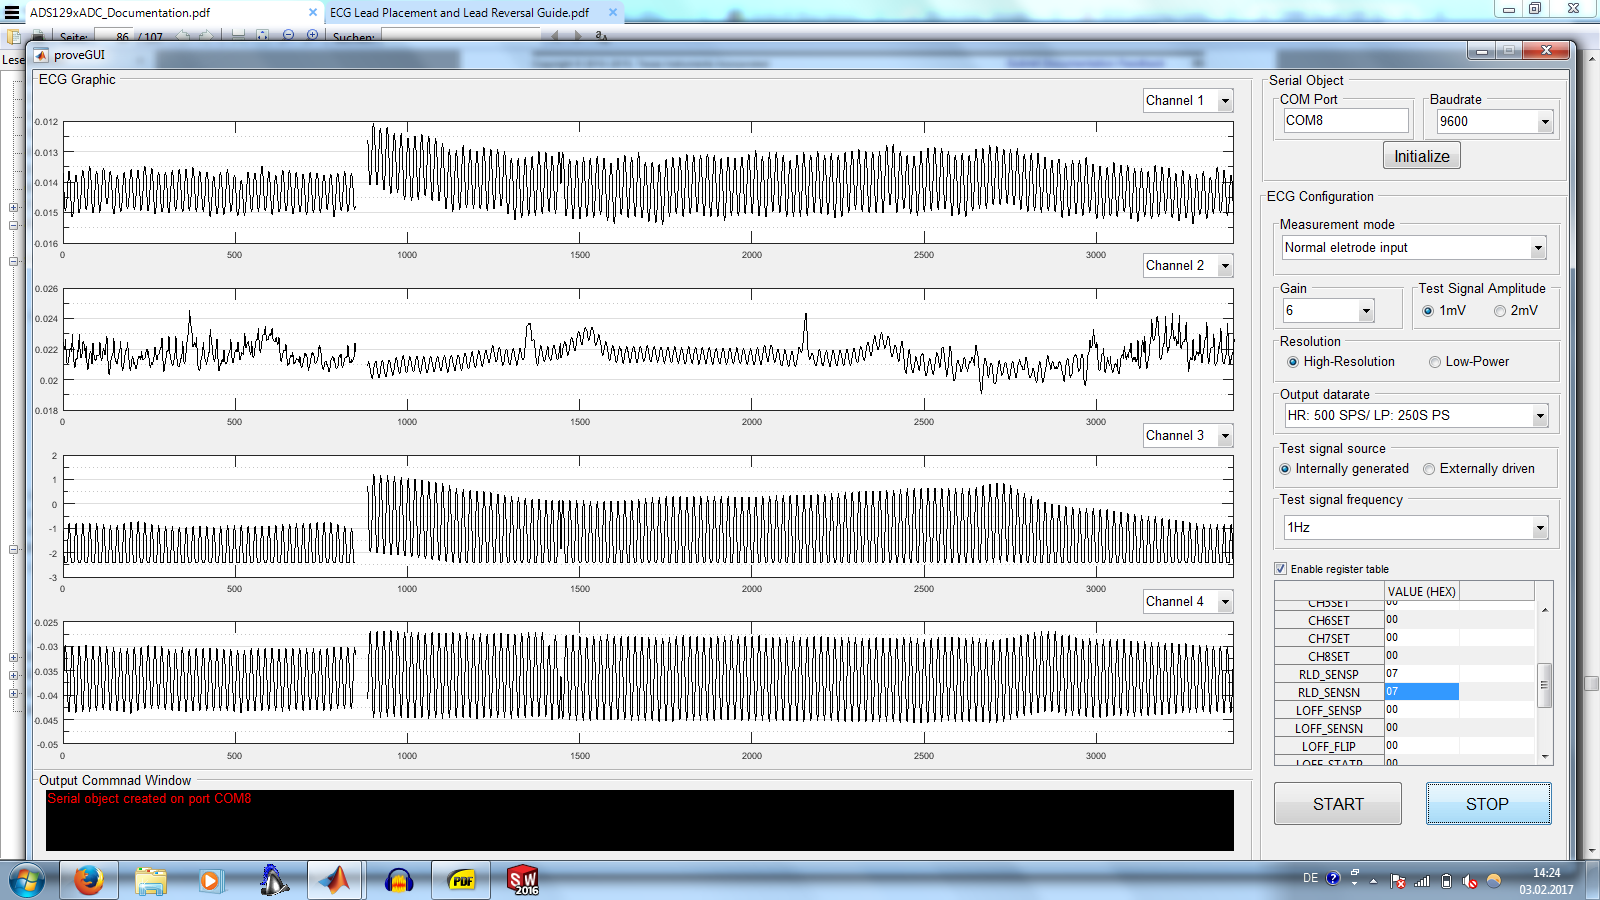 ADS129xADC_Documentation.pdf
ECG Lead Placement and Lead Reversal Guide.pdf
Seite: 86 / 107
Suchen:
Lese
proveGUI
ECG Graphic
Channel 1
-0.012
-0.013
-0.014
-0.015
-0.016
0 500 1000 1500 2000 2500 3000
Channel 2
0.026
0.024
0.022
0.02
0.018
0 500 1000 1500 2000 2500 3000
Channel 3
2
1
0
-1
-2
-3
0 500 1000 1500 2000 2500 3000
Channel 4
-0.025
-0.03
-0.035
-0.04
-0.045
-0.05
0 500 1000 1500 2000 2500 3000
Output Commnad Window
Serial object created on port COM8
Serial Object
COM Port
COM8
Baudrate
9600
Initialize
ECG Configuration
Measurement mode
Normal eletrode input
Gain
6
Test Signal Amplitude
1mV 2mV
Resolution
High-Resolution Low-Power
Output datarate
HR: 500 SPS/ LP: 250S PS
Test signal source
Internally generated Externally driven
Test signal frequency
1Hz
Enable register table
VALUE (HEX)
CH5SET 00
CH6SET 00
CH7SET 00
CH8SET 00
RLD_SENSP 07
RLD_SENSN 07
LOFF_SENSP 00
LOFF_SENSN 00
LOFF_FLIP 00
LOFF_STATP 00
START
STOP
PDF
SW
2016
DE
14:24
03.02.2017